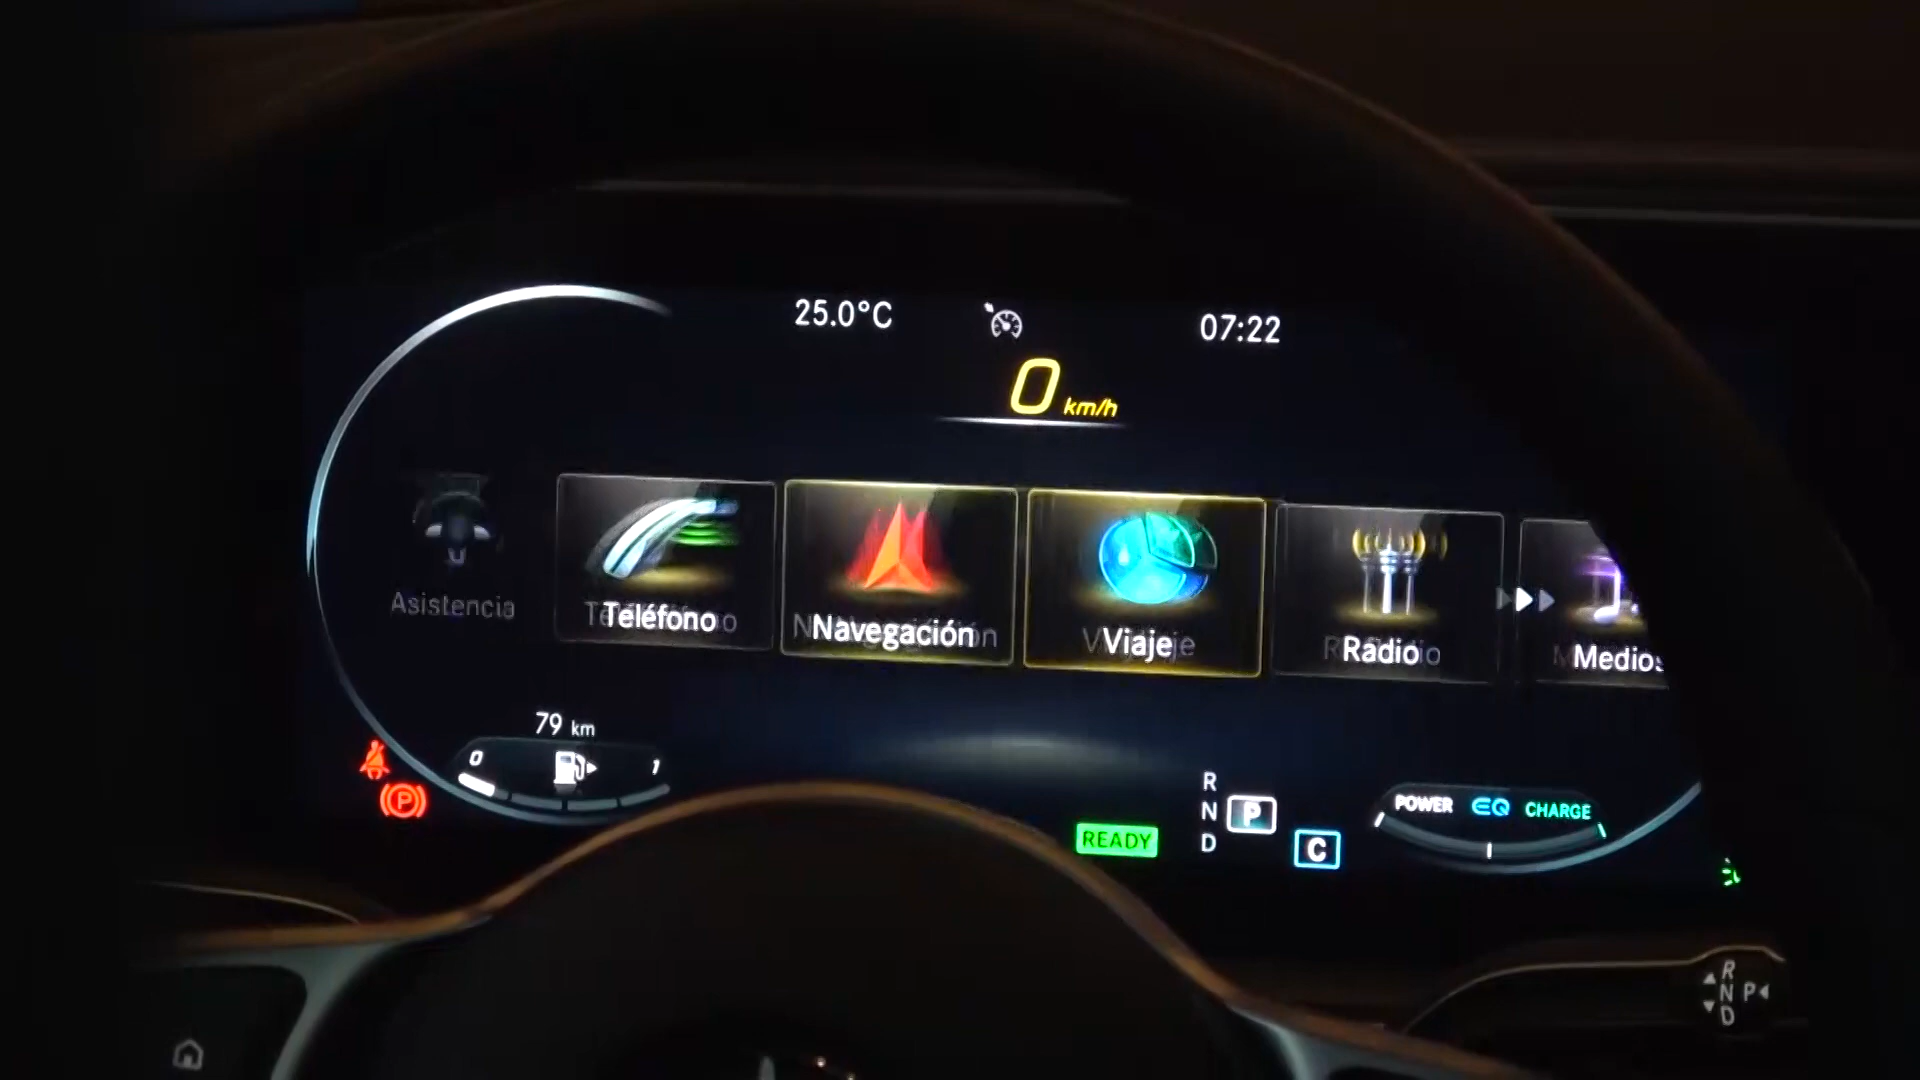 25.0°C
07:22
0 km/h
Asistencia
Teléfono
Navegación
Viaje
Radio
Medios
79 km
0
1
P
R
N
D
P
C
READY
POWER EQ CHARGE
R
N P
D